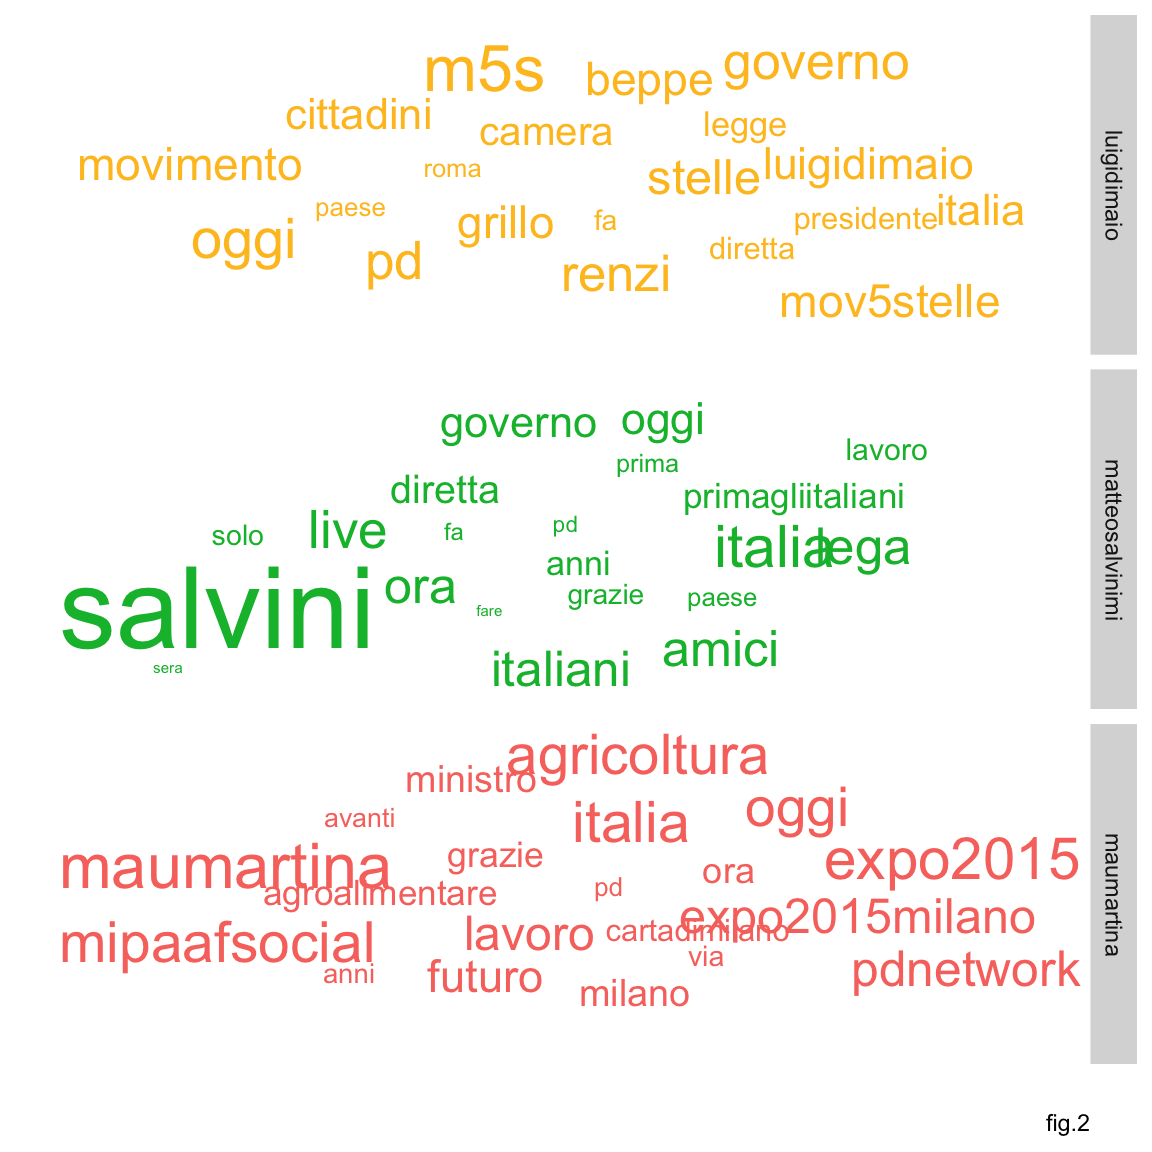 m5s
beppe
governo
cittadini
camera
legge
movimento
roma
stelle
luigidimaio
paese
grillo
fa
presidente
italia
oggi
pd
renzi
diretta
mov5stelle
luigidimaio
governo
oggi
lavoro
prima
diretta
primagliitaliani
solo
live
fa
pd
italia
lega
anni
salvini
ora
grazie
paese
fare
sera
italiani
amici
matteosalvinimi
agricoltura
ministro
avanti
italia
oggi
maumartina
grazie
ora
expo2015
agroalimentare
pd
mipaafsocial
lavoro
cartadimilano
expo2015milano
anni
futuro
via
milano
pdnetwork
maumartina
fig.2